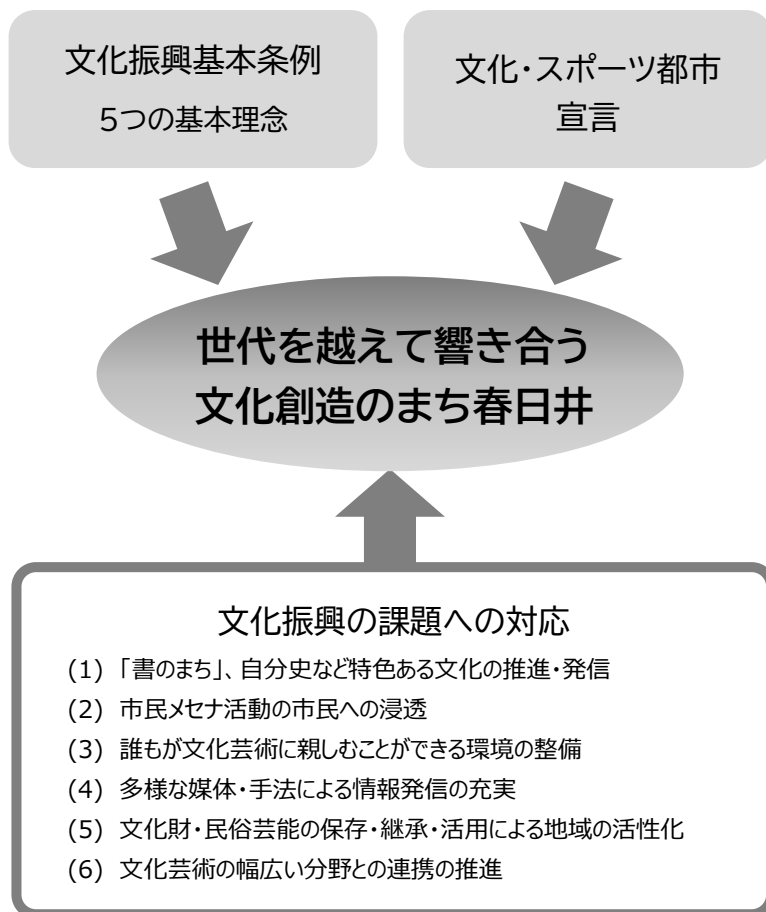 文化振興基本条例
5つの基本理念
文化・スポーツ都市
宣言
世代を越えて響き合う
文化創造のまち春日井
文化振興の課題への対応
(1) 「書のまち」、自分史など特色ある文化の推進・発信
(2) 市民メセナ活動の市民への浸透
(3) 誰もが文化芸術に親しむことができる環境の整備
(4) 多様な媒体・手法による情報発信の充実
(5) 文化財・民俗芸能の保存・継承・活用による地域の活性化
(6) 文化芸術の幅広い分野との連携の推進